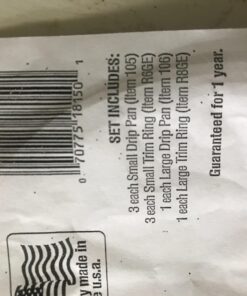 SET INCLUDES:
3 each Small Drip Pan (Item 105)
3 each Small Trim Ring (Item R6GE)
1 each Large Drip Pan (Item 106)
1 each Large Trim Ring (Item R8GE)
Guaranteed for 1 year.
0 70775 18150 1
y made in
e u.s.a.